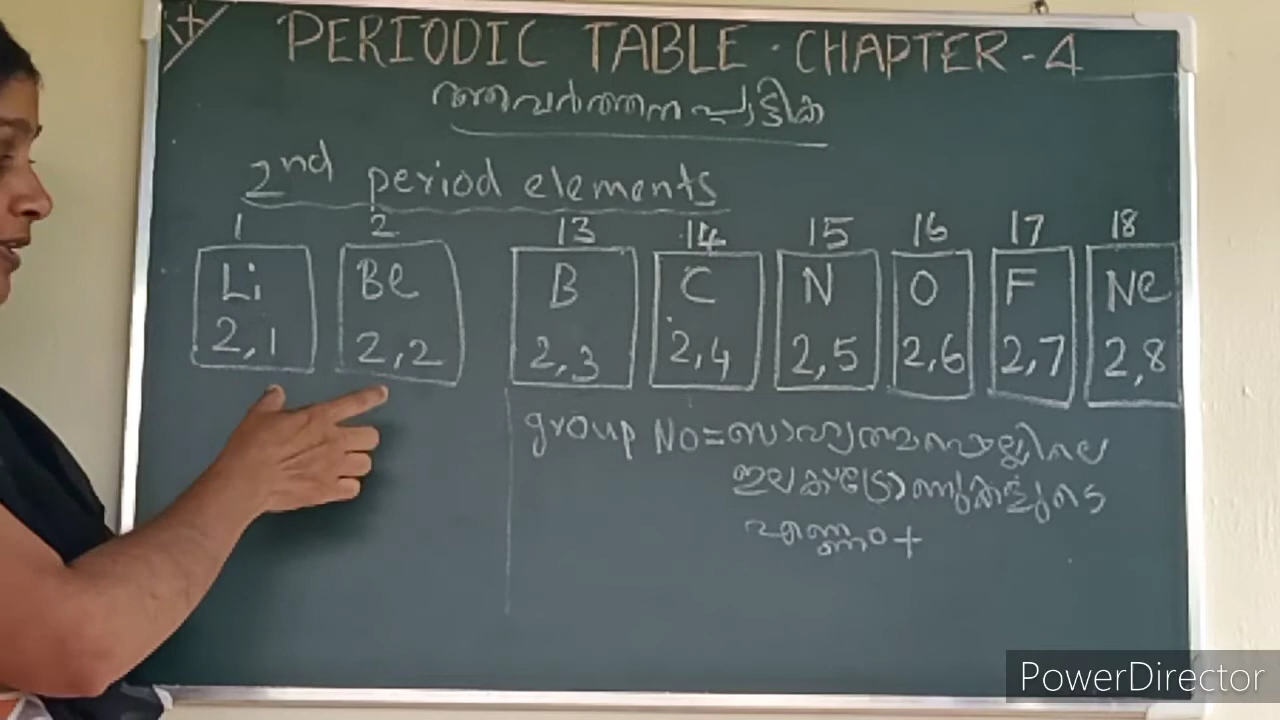 PERIODIC TABLE. CHAPTER-4
ആവർത്തനപ്പട്ടിക
2nd period elements
1 2 13 14 15 16 17 18
Li Be B C N O F Ne
2,1 2,2 2,3 2,4 2,5 2,6 2,7 2,8
group No=ബാഹ്യതമഷെല്ലിലെ
ഇലക്ട്രോണുകളുടെ
എണ്ണം+
PowerDirector